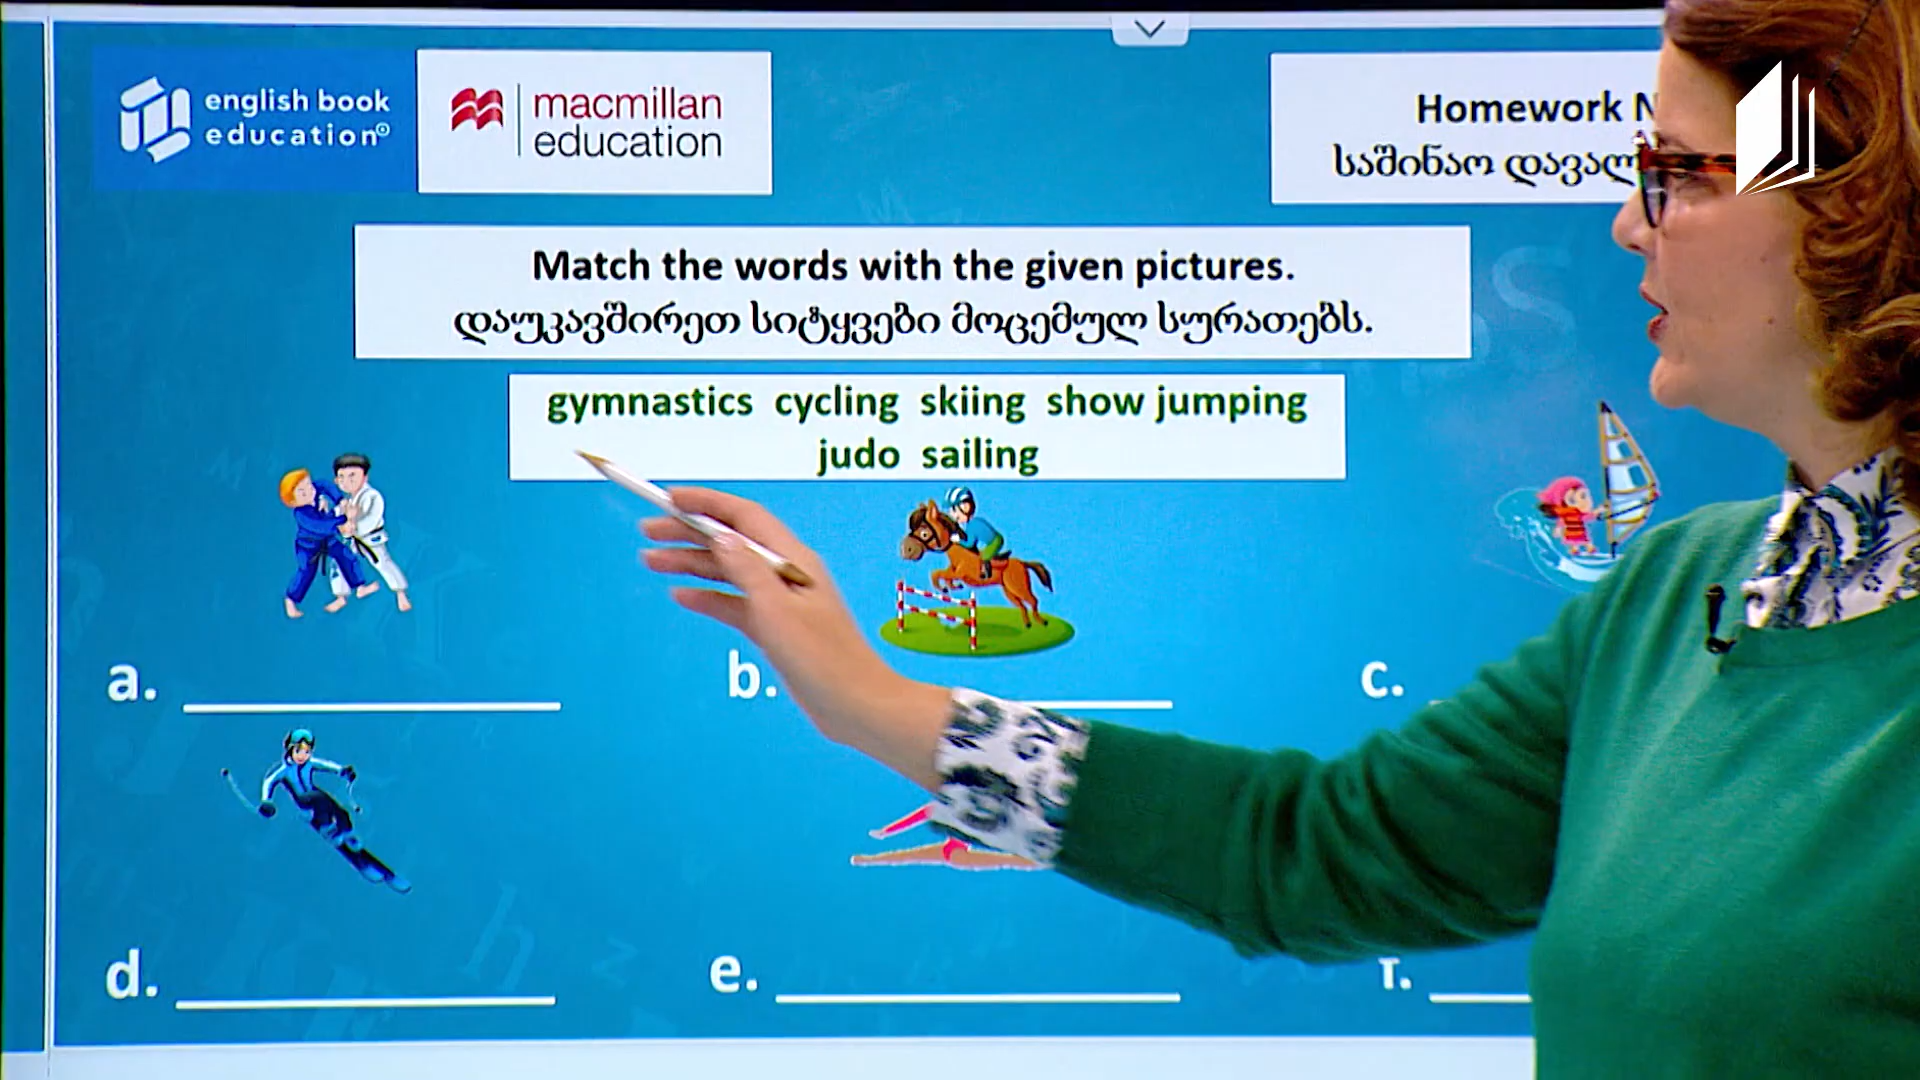 english book
education
macmillan
education
Homework
საშინაო
Match the words with the given pictures.
დაუკავშირეთ სიტყვები მოცემულ სურათებს.
gymnastics cycling skiing show jumping
judo sailing
a.
b.
c.
d.
e.
f.